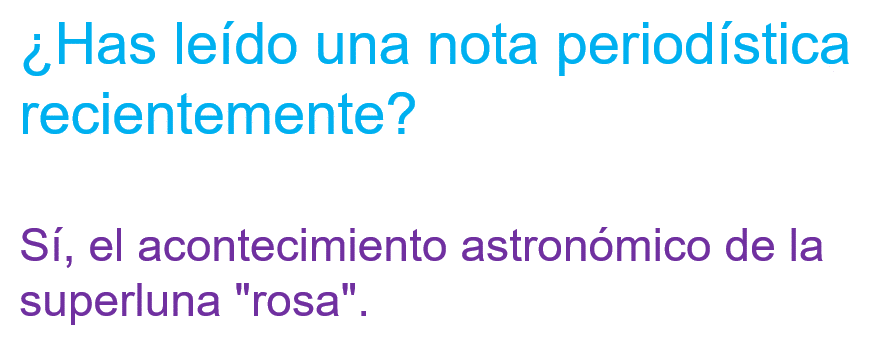 ¿Has leído una nota periodística
recientemente?
Sí, el acontecimiento astronómico de la
superluna "rosa".